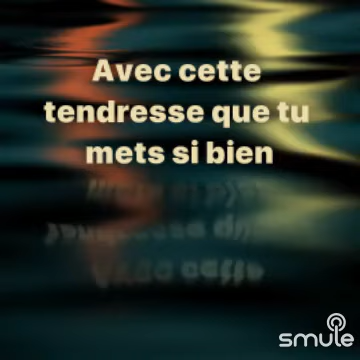 Avec cette
tendresse que tu
mets si bien
smule